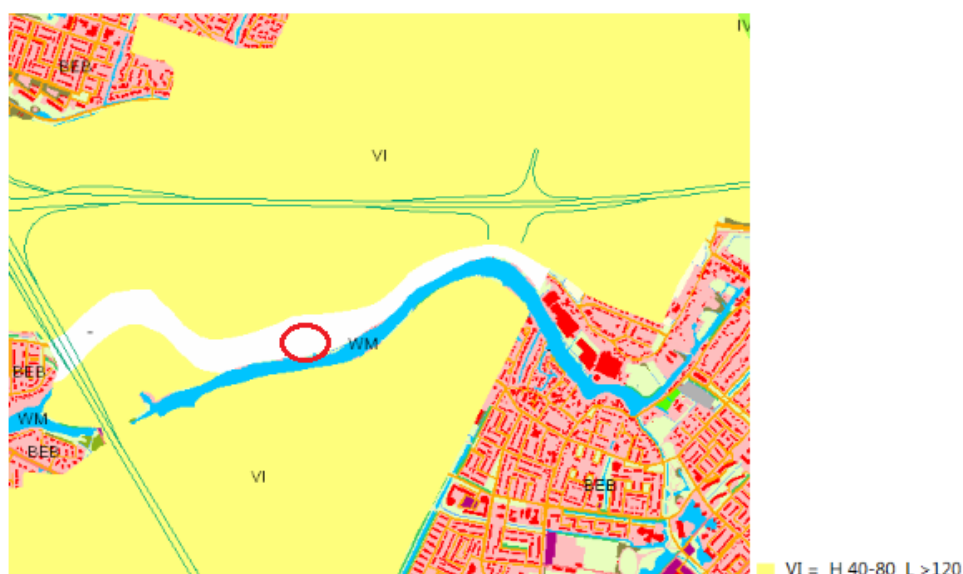 IV
BEB
VI
WM
BEB
WM
BEB
VI
BEB
VI = H 40-80 L >120